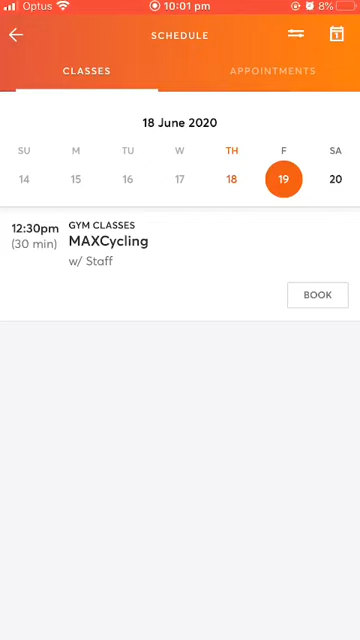 Optus 10:01 pm 8%
SCHEDULE 1
CLASSES APPOINTMENTS
18 June 2020
SU M TU W TH F SA
14 15 16 17 18 19 20
12:30pm GYM CLASSES
(30 min) MAXCycling
w/ Staff
BOOK